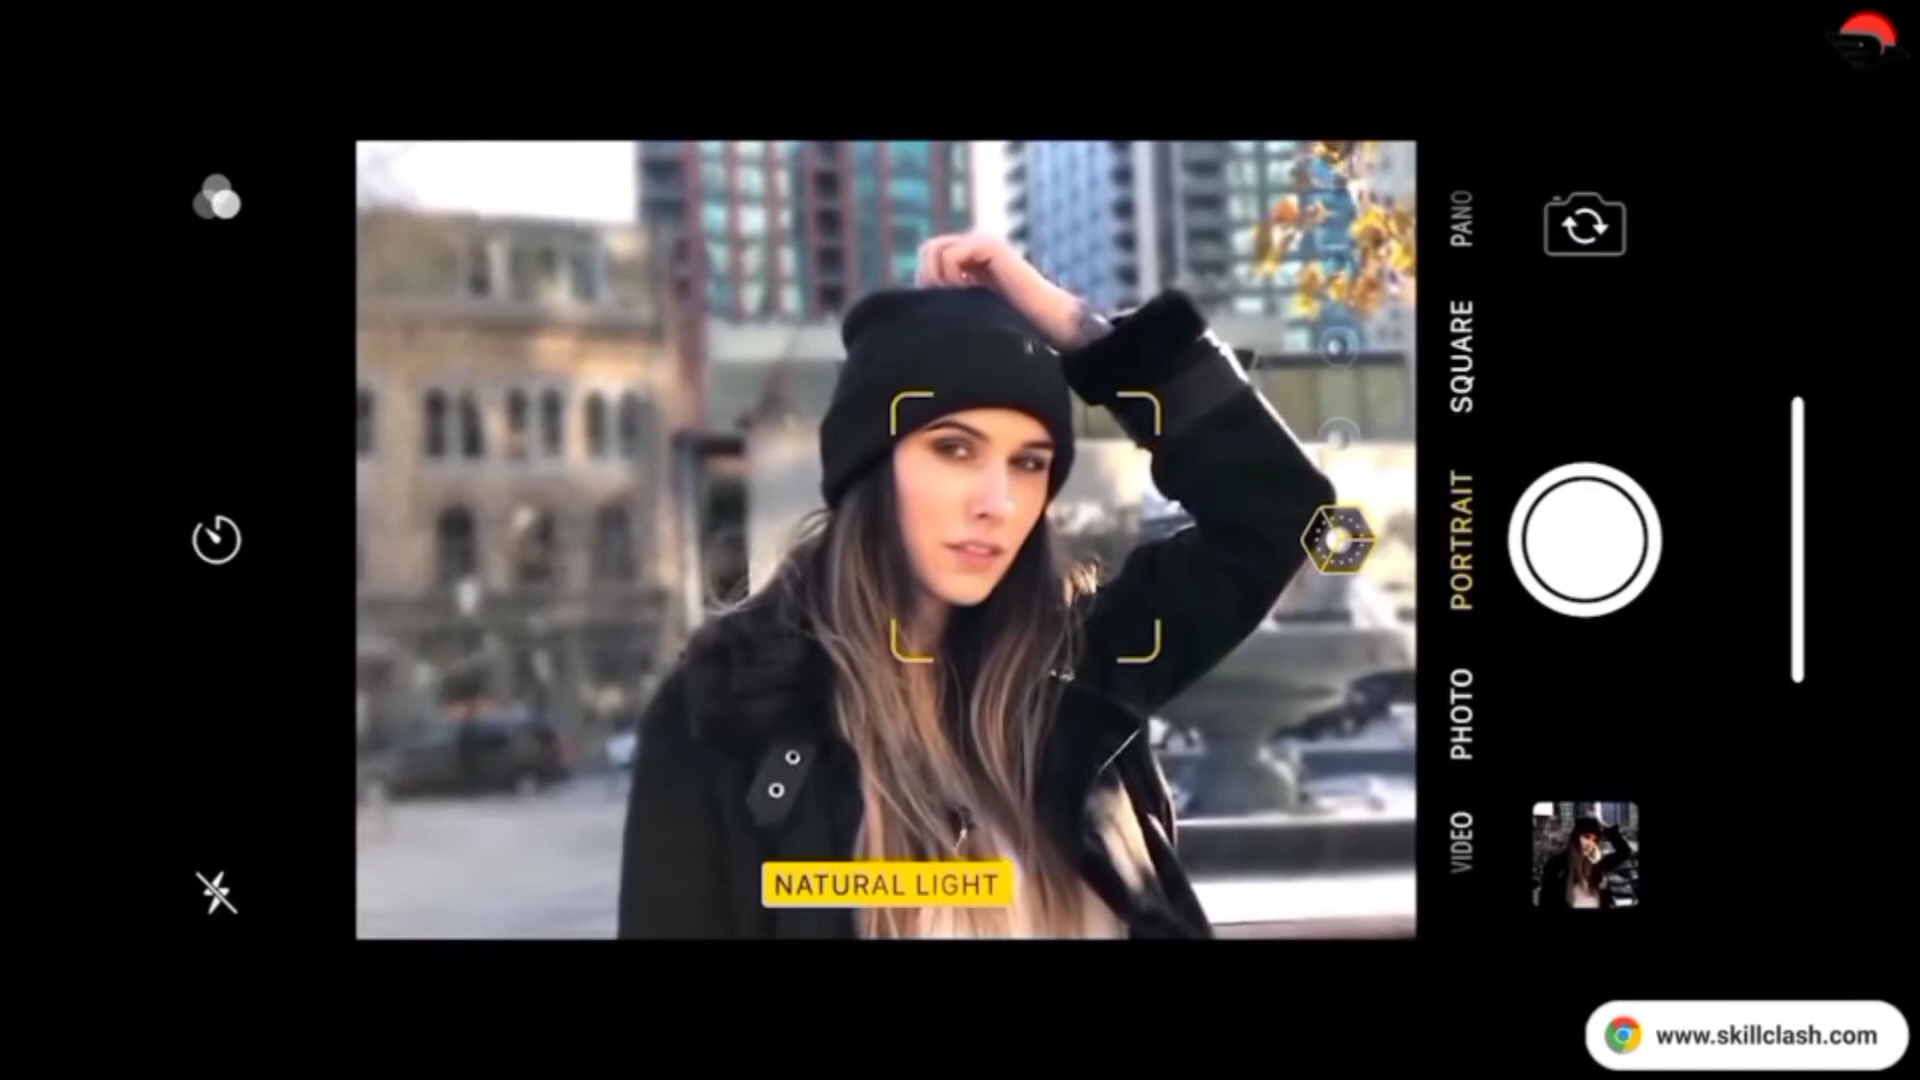 PANO
SQUARE
PORTRAIT
PHOTO
VIDEO
NATURAL LIGHT
www.skillclash.com